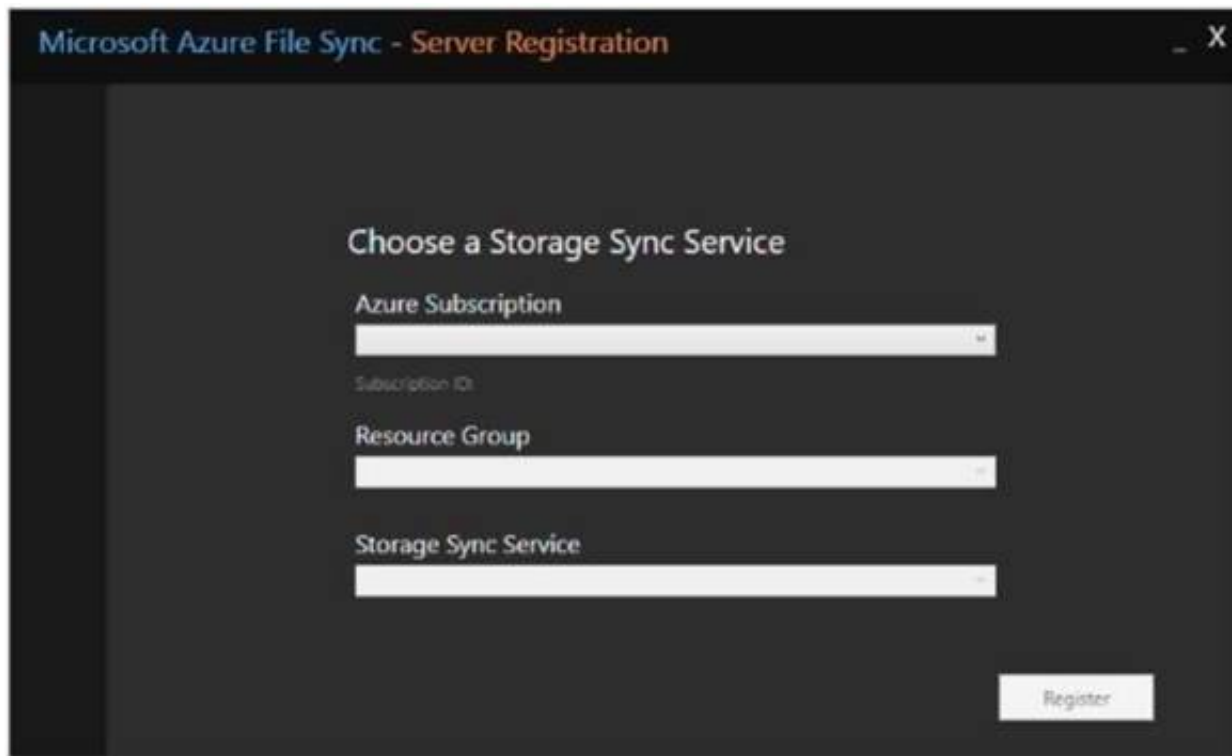 Microsoft Azure File Sync - Server Registration
_ X
Choose a Storage Sync Service
Azure Subscription
Subscription ID:
Resource Group
Storage Sync Service
Register